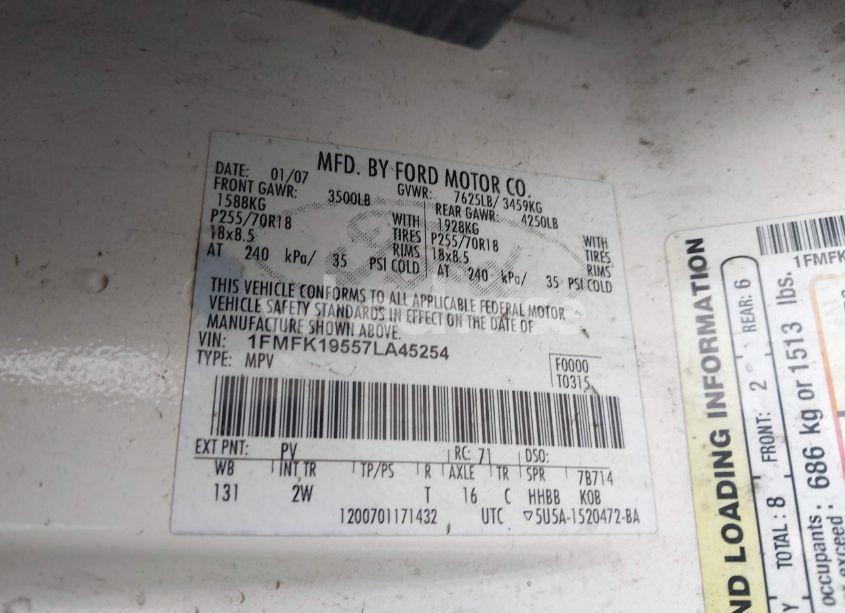 MFD. BY FORD MOTOR CO.
DATE: 01/07 GVWR: 7625LB/ 3459KG
FRONT GAWR: 3500LB REAR GAWR: 4250LB
1588KG WITH 1928KG WITH
P255/70R18 TIRES P255/70R18 TIRES
18x8.5 RIMS 18x8.5 RIMS
AT 240 kPa/ 35 PSI COLD AT 240 kPa/ 35 PSI COLD
THIS VEHICLE CONFORMS TO ALL APPLICABLE FEDERAL MOTOR
VEHICLE SAFETY STANDARDS IN EFFECT ON THE DATE OF
MANUFACTURE SHOWN ABOVE.
VIN: 1FMFK19557LA45254
TYPE: MPV
F0000
T0315
EXT PNT: PV RC: 71 DSO:
WB INT TR TP/PS R AXLE TR SPR 7B714
131 2W T 16 C HHBB KOB
1200701171432 UTC ▽5U5A-1520472-BA
1FMFK
ND LOADING INFORMATION
TOTAL: 8 FRONT: 2 REAR: 6
occupants: 686 kg or 1513 lbs.
exceed :